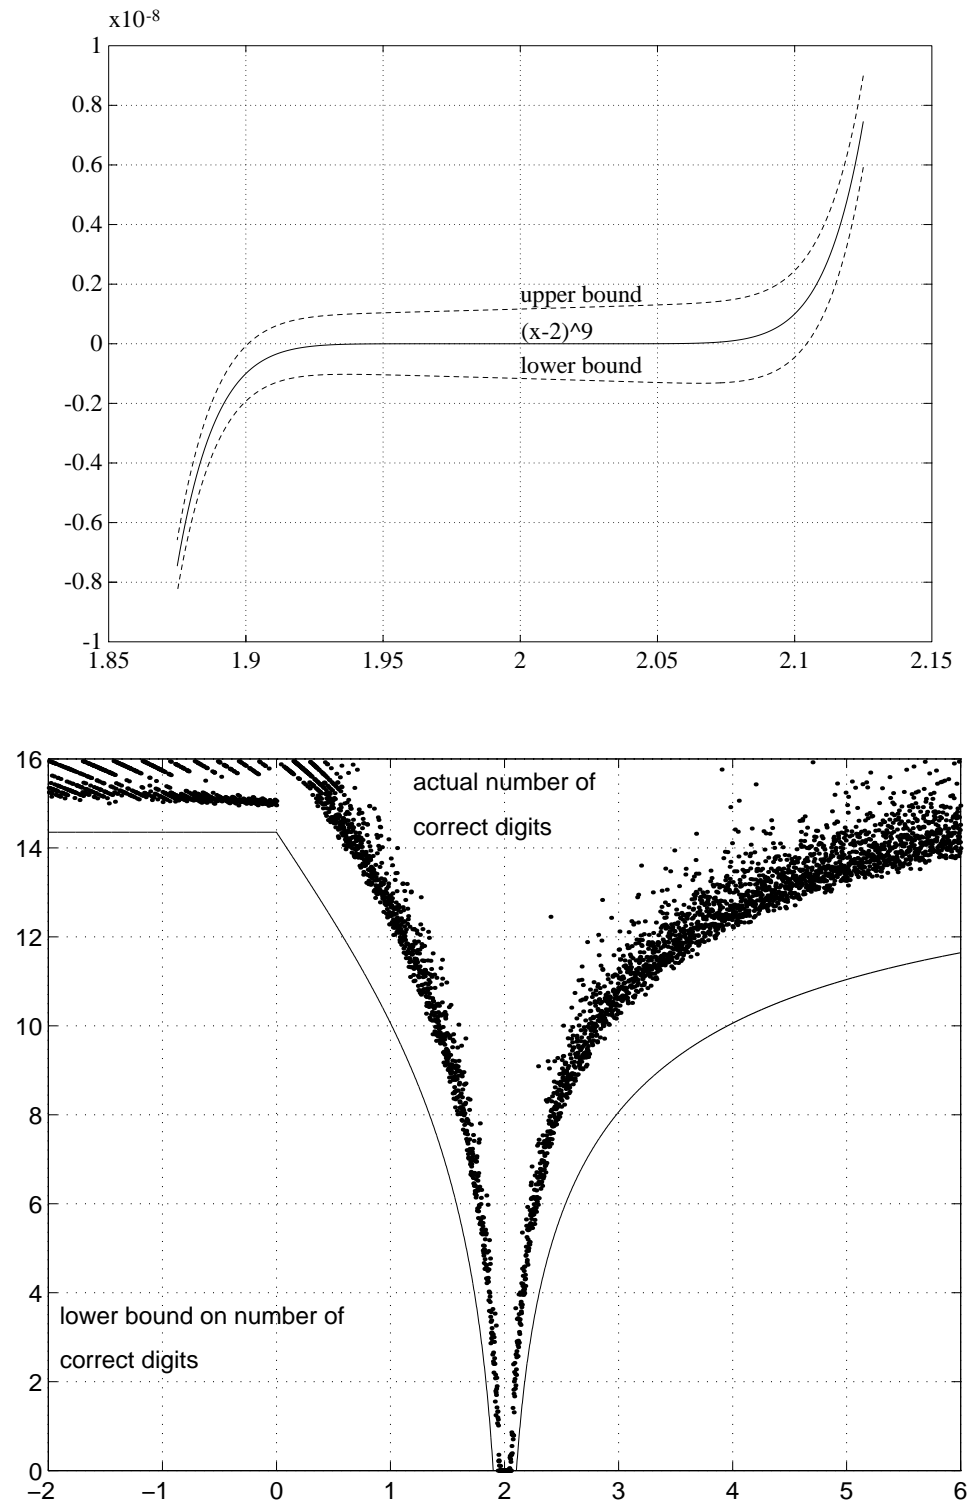 x10-8
1
0.8
0.6
0.4
0.2
upper bound
(x-2)^9
0
lower bound
-0.2
-0.4
-0.6
-0.8
-1
1.85 1.9 1.95 2 2.05 2.1 2.15
16
actual number of
correct digits
14
12
10
8
6
4
lower bound on number of
correct digits
2
0
−2 −1 0 1 2 3 4 5 6